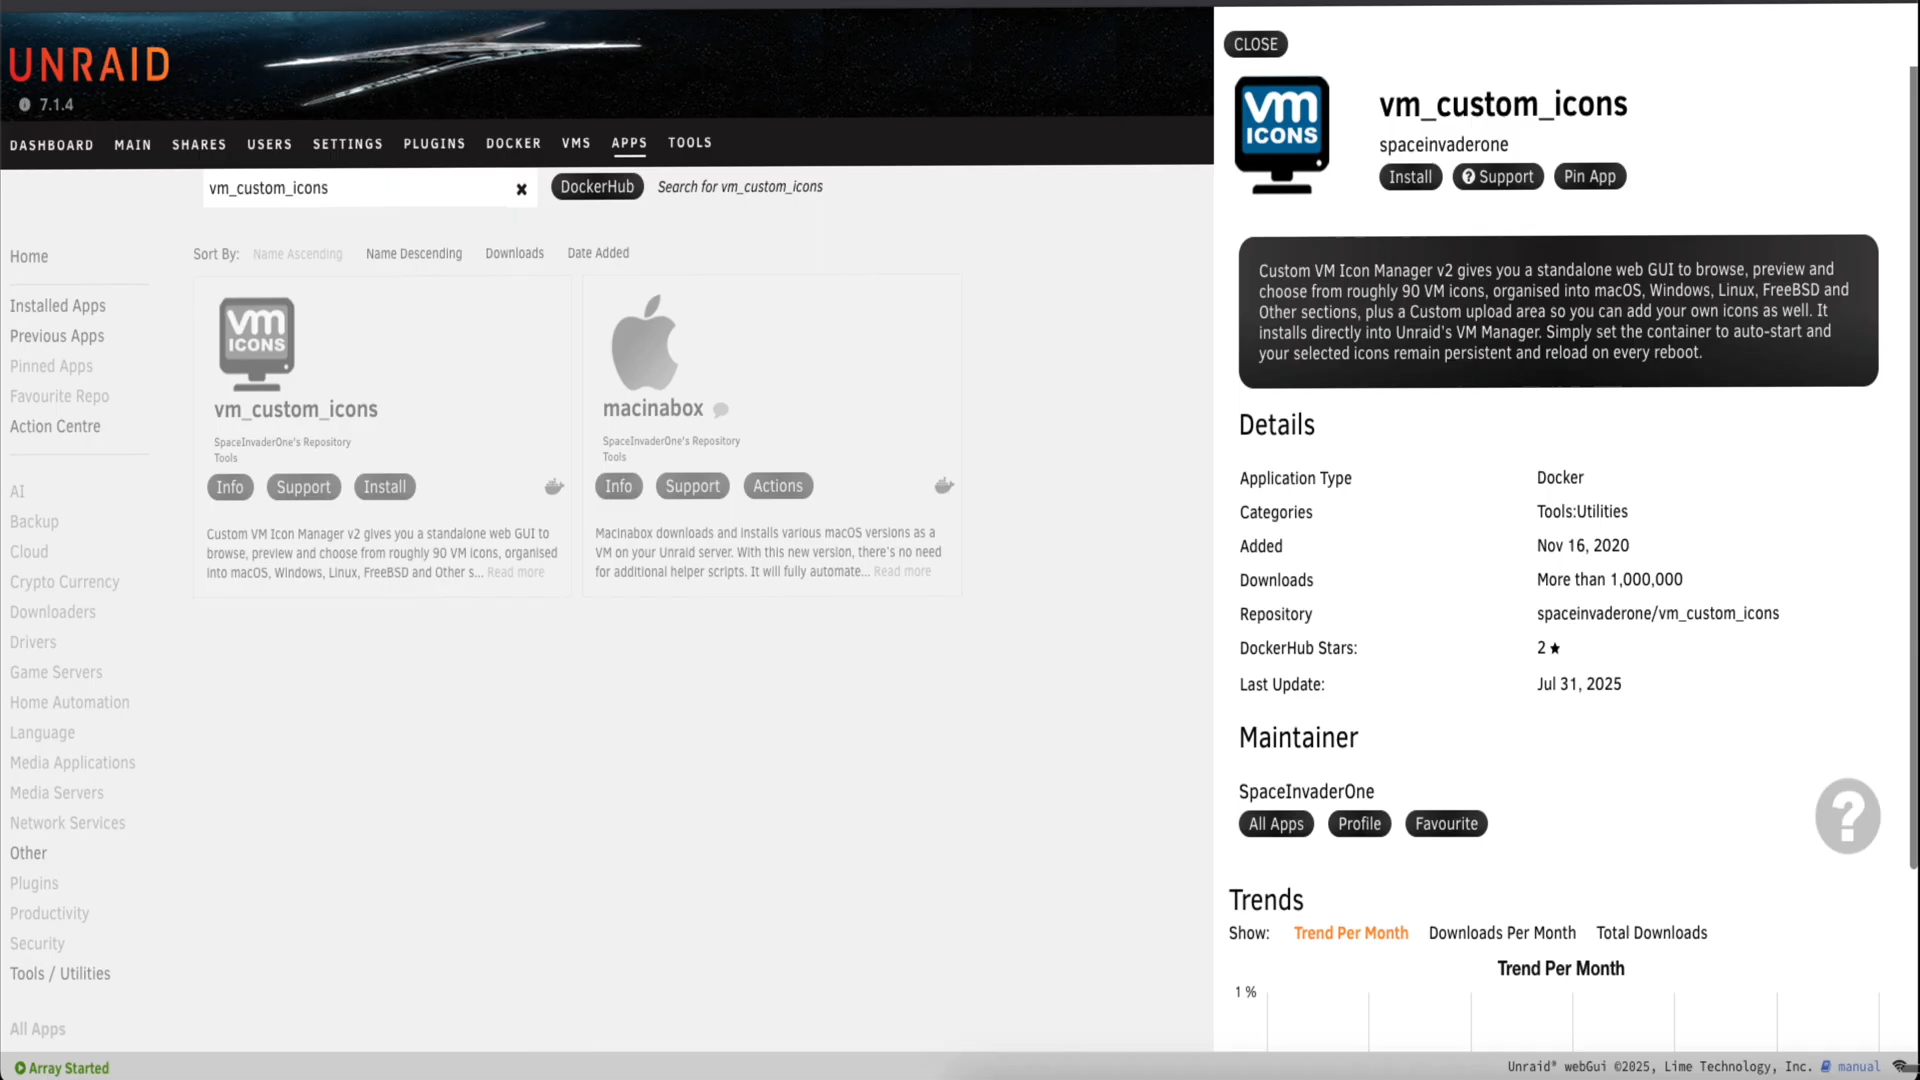 UNRAID
7.1.4
DASHBOARD MAIN SHARES USERS SETTINGS PLUGINS DOCKER VMS APPS TOOLS
vm_custom_icons
DockerHub
Search for vm_custom_icons
Sort By: Name Ascending Name Descending Downloads Date Added
Home
Installed Apps
Previous Apps
Pinned Apps
Favourite Repo
Action Centre
AI
Backup
Cloud
Crypto Currency
Downloaders
Drivers
Game Servers
Home Automation
Language
Media Applications
Media Servers
Network Services
Other
Plugins
Productivity
Security
Tools / Utilities
All Apps
vm
ICONS
vm_custom_icons
SpaceInvaderOne's Repository
Tools
Info Support Install
Custom VM Icon Manager v2 gives you a standalone web GUI to
browse, preview and choose from roughly 90 VM icons, organised
into macOS, Windows, Linux, FreeBSD and Other s... Read more
macinabox
SpaceInvaderOne's Repository
Tools
Info Support Actions
Macinabox downloads and installs various macOS versions as a
VM on your Unraid server. With this new version, there's no need
for additional helper scripts. It will fully automate... Read more
CLOSE
vm
ICONS
vm_custom_icons
spaceinvaderone
Install ? Support Pin App
Custom VM Icon Manager v2 gives you a standalone web GUI to browse, preview and
choose from roughly 90 VM icons, organised into macOS, Windows, Linux, FreeBSD and
Other sections, plus a Custom upload area so you can add your own icons as well. It
installs directly into Unraid's VM Manager. Simply set the container to auto-start and
your selected icons remain persistent and reload on every reboot.
Details
Application Type Docker
Categories Tools:Utilities
Added Nov 16, 2020
Downloads More than 1,000,000
Repository spaceinvaderone/vm_custom_icons
DockerHub Stars: 2 ★
Last Update: Jul 31, 2025
Maintainer
SpaceInvaderOne
All Apps Profile Favourite
?
Trends
Show: Trend Per Month Downloads Per Month Total Downloads
Trend Per Month
1 %
Array Started
Unraid® webGui ©2025, Lime Technology, Inc. manual